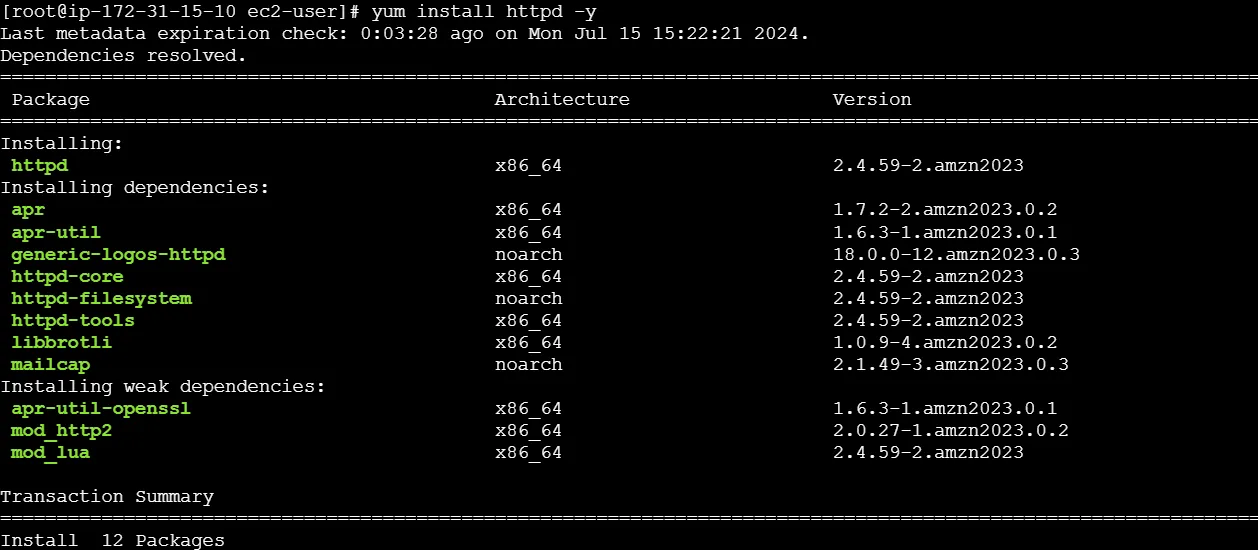 [root@ip-172-31-15-10 ec2-user]# yum install httpd -y
Last metadata expiration check: 0:03:28 ago on Mon Jul 15 15:22:21 2024.
Dependencies resolved.
================================================================================
Package Architecture Version
================================================================================
Installing:
httpd x86_64 2.4.59-2.amzn2023
Installing dependencies:
apr x86_64 1.7.2-2.amzn2023.0.2
apr-util x86_64 1.6.3-1.amzn2023.0.1
generic-logos-httpd noarch 18.0.0-12.amzn2023.0.3
httpd-core x86_64 2.4.59-2.amzn2023
httpd-filesystem noarch 2.4.59-2.amzn2023
httpd-tools x86_64 2.4.59-2.amzn2023
libbrotli x86_64 1.0.9-4.amzn2023.0.2
mailcap noarch 2.1.49-3.amzn2023.0.3
Installing weak dependencies:
apr-util-openssl x86_64 1.6.3-1.amzn2023.0.1
mod_http2 x86_64 2.0.27-1.amzn2023.0.2
mod_lua x86_64 2.4.59-2.amzn2023
Transaction Summary
================================================================================
Install 12 Packages